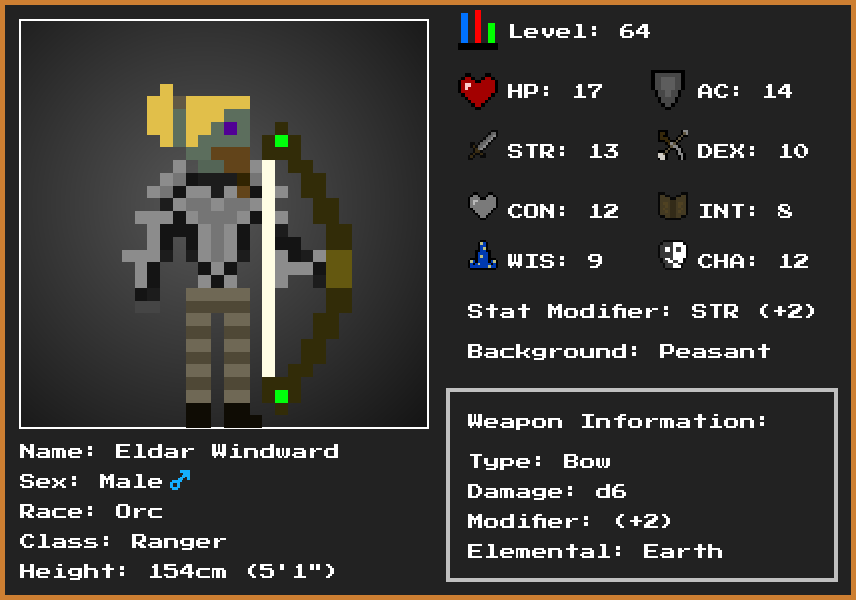 Level: 64
HP: 17 AC: 14
STR: 13 DEX: 10
CON: 12 INT: 8
WIS: 9 CHA: 12
Stat Modifier: STR (+2)
Background: Peasant
Weapon Information:
Type: Bow
Damage: d6
Modifier: (+2)
Elemental: Earth
Name: Eldar Windward
Sex: Male ♂
Race: Orc
Class: Ranger
Height: 154cm (5'1")